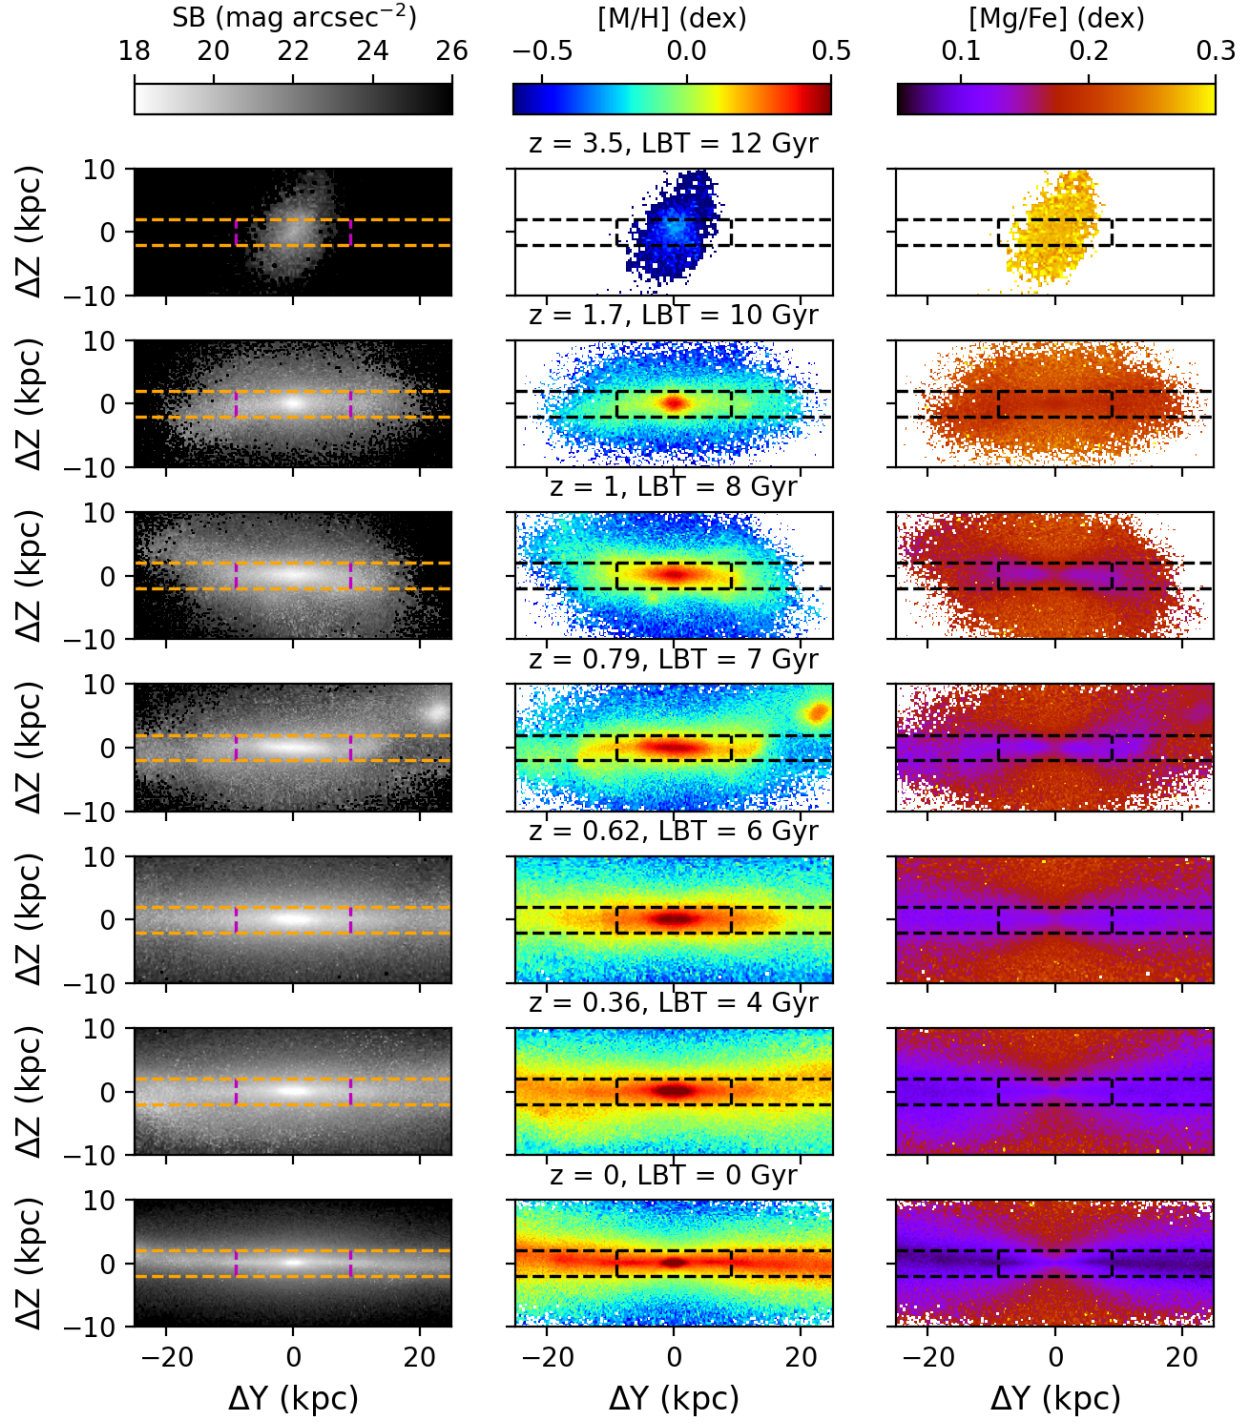 SB (mag arcsec⁻²) [M/H] (dex) [Mg/Fe] (dex)
18 20 22 24 26 −0.5 0.0 0.5 0.1 0.2 0.3
z = 3.5, LBT = 12 Gyr
ΔZ (kpc) 10 0 −10
z = 1.7, LBT = 10 Gyr
ΔZ (kpc) 10 0 −10
z = 1, LBT = 8 Gyr
ΔZ (kpc) 10 0 −10
z = 0.79, LBT = 7 Gyr
ΔZ (kpc) 10 0 −10
z = 0.62, LBT = 6 Gyr
ΔZ (kpc) 10 0 −10
z = 0.36, LBT = 4 Gyr
ΔZ (kpc) 10 0 −10
z = 0, LBT = 0 Gyr
ΔZ (kpc) 10 0 −10
−20 0 20 −20 0 20 −20 0 20
ΔY (kpc) ΔY (kpc) ΔY (kpc)